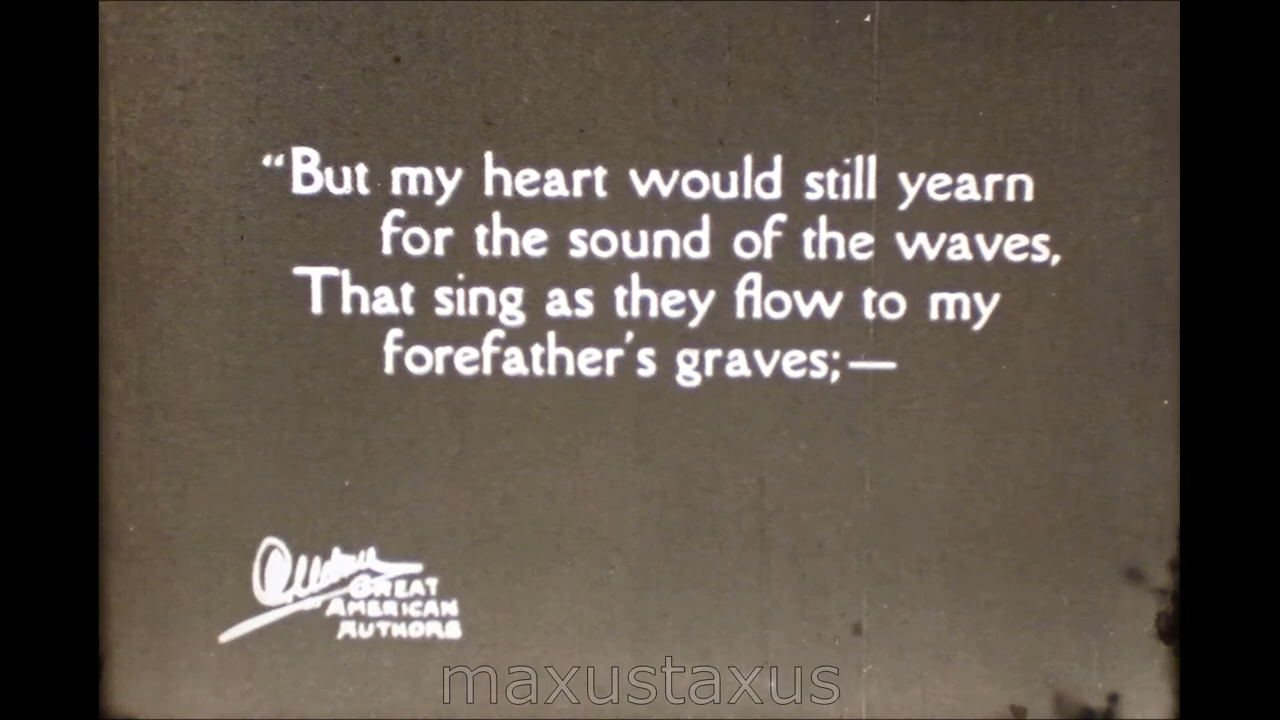 “But my heart would still yearn
for the sound of the waves,
That sing as they flow to my
forefather's graves;—
GREAT
AMERICAN
AUTHORS
maxustaxus